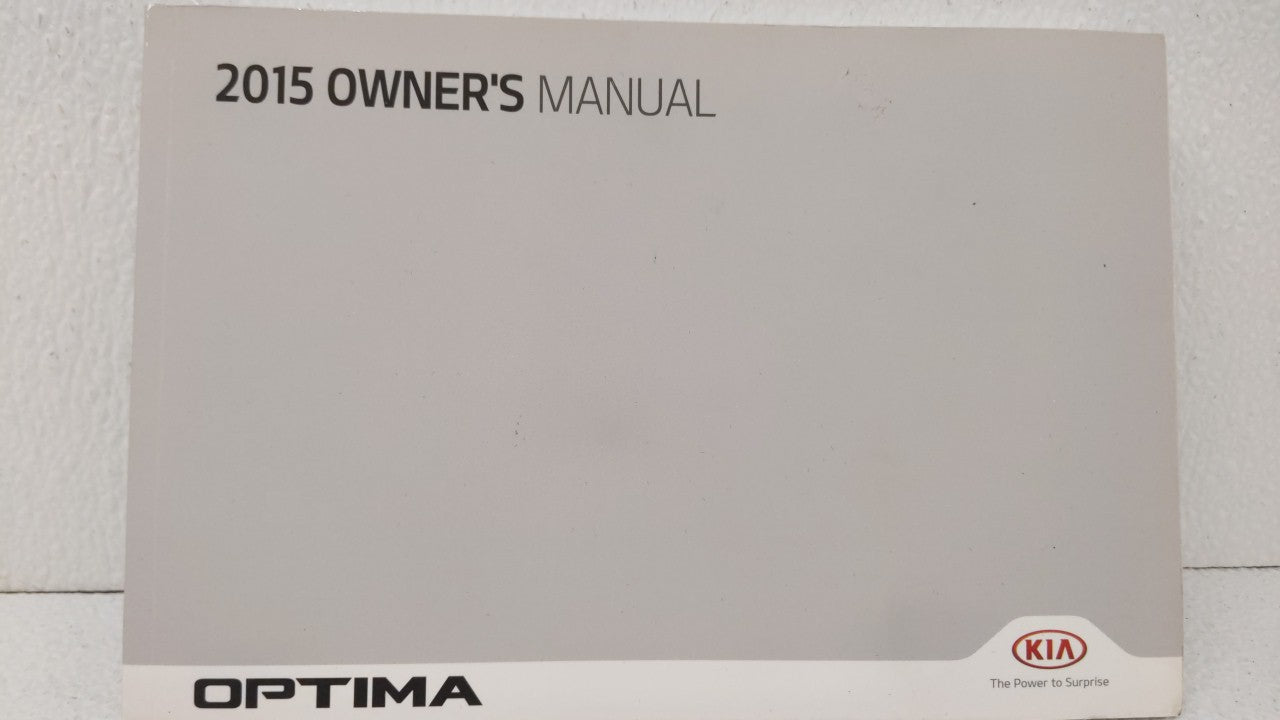 2015 OWNER'S MANUAL
OPTIMA
KIA
The Power to Surprise